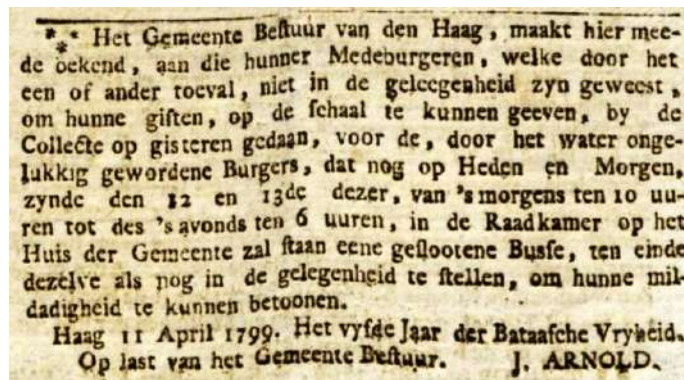 ⁂ Het Gemeente Beſtuur van den Haag, maakt hier mee-
de bekend, aan die hunner Medeburgeren, welke door het
een of ander toeval, niet in de geleegenheid zyn geweest,
om hunne giften, op de ſchaal te kunnen geeven, by de
Collecte op gisteren gedaan, voor de, door het water onge-
lukkig gewordene Burgers, dat nog op Heden en Morgen,
zynde den 12 en 13de dezer, van 's morgens ten 10 uu-
ren tot des 's avonds ten 6 uuren, in de Raadkamer op het
Huis der Gemeente zal ſtaan eene geſlootene Busſe, ten einde
dezelve als nog in de gelegenheid te ſtellen, om hunne mil-
dadigheid te kunnen betoonen.
Haag 11 April 1799. Het vyfde Jaar der Bataafche Vryheid.
Op last van het Gemeente Beſtuur. J. ARNOLD.